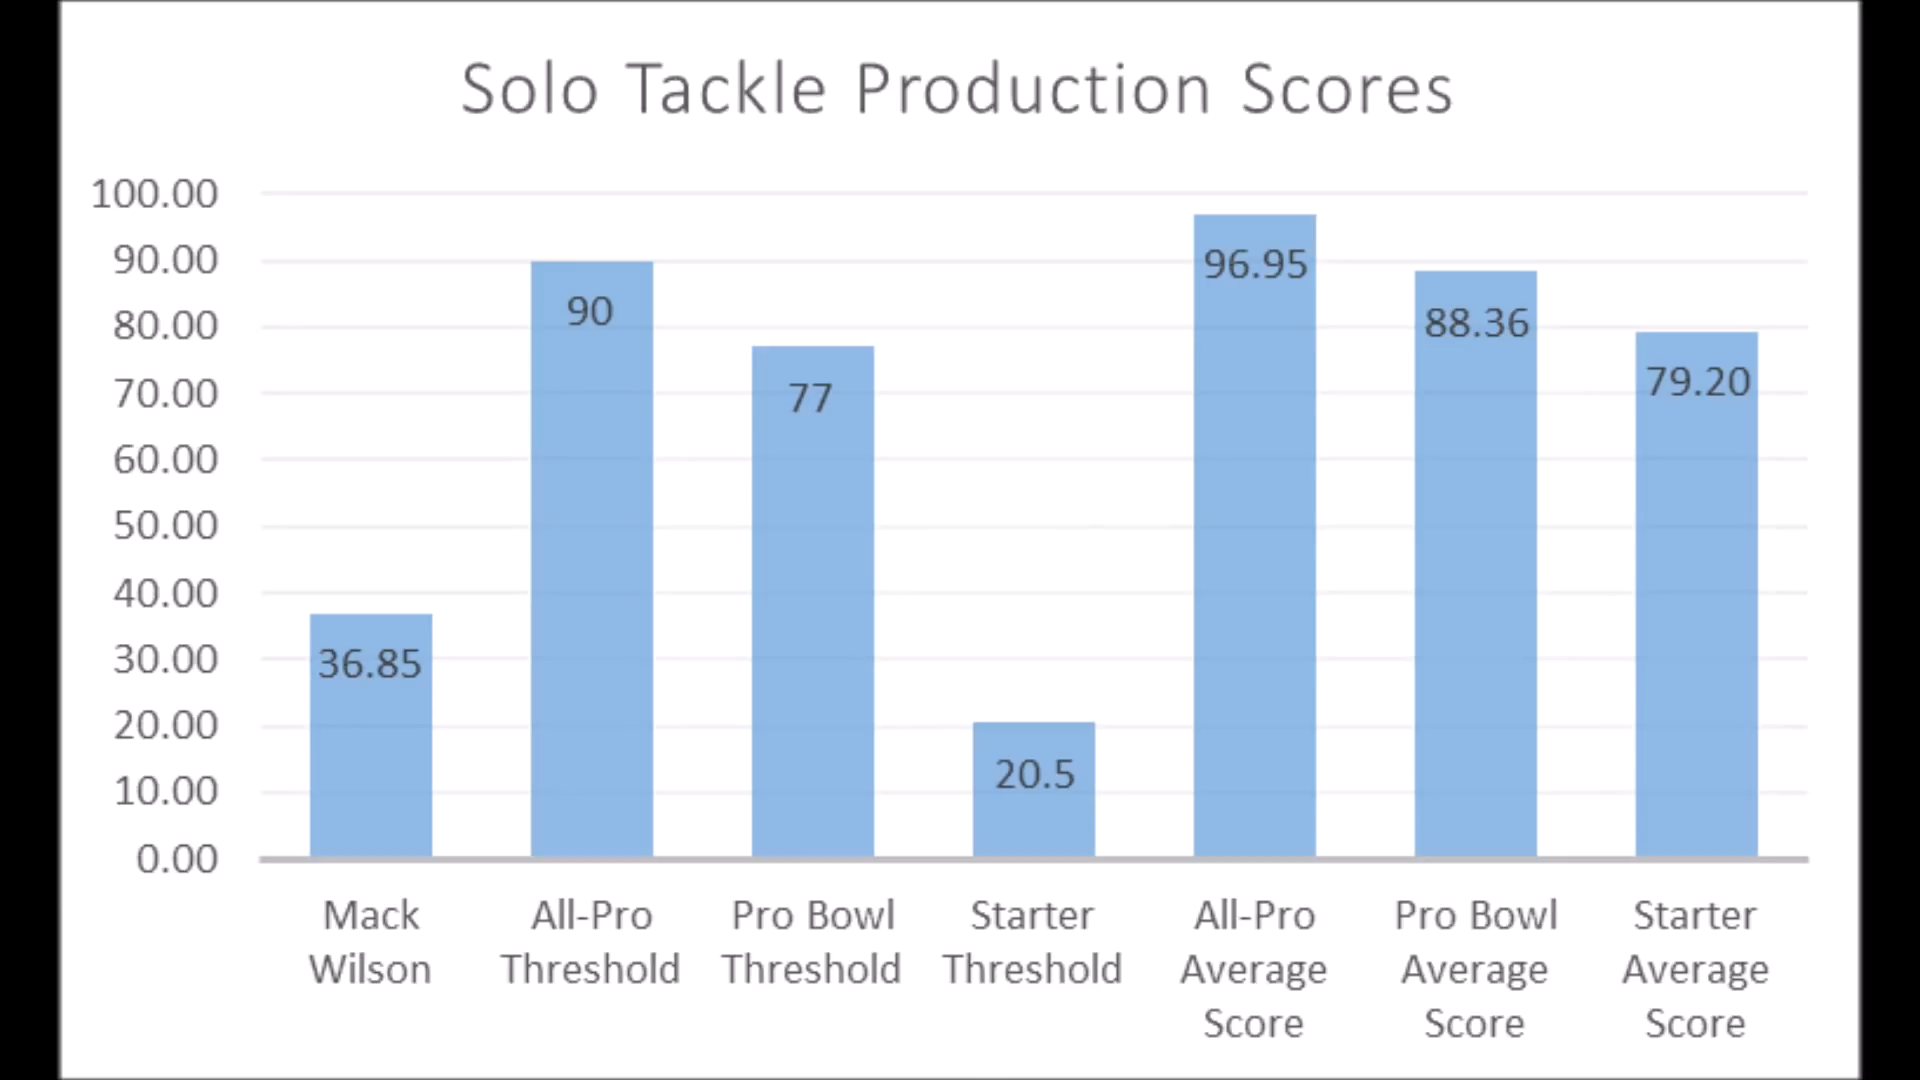 Solo Tackle Production Scores
100.00
90.00
80.00
70.00
60.00
50.00
40.00
30.00
20.00
10.00
0.00
36.85
90
77
20.5
96.95
88.36
79.20
Mack
Wilson
All-Pro
Threshold
Pro Bowl
Threshold
Starter
Threshold
All-Pro
Average
Score
Pro Bowl
Average
Score
Starter
Average
Score